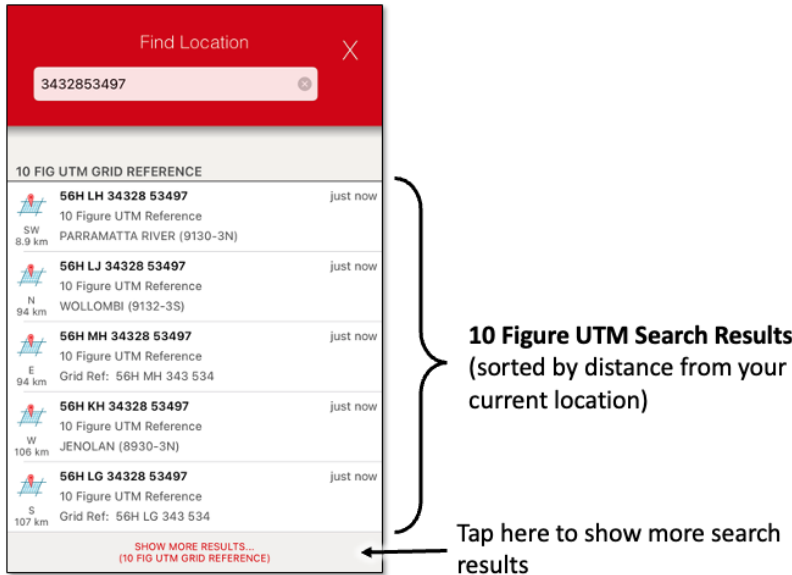 Find Location
X
3432853497
10 FIG UTM GRID REFERENCE
56H LH 34328 53497 just now
10 Figure UTM Reference
SW
8.9 km PARRAMATTA RIVER (9130-3N)
56H LJ 34328 53497 just now
10 Figure UTM Reference
N
94 km WOLLOMBI (9132-3S)
56H MH 34328 53497 just now
10 Figure UTM Reference
E
94 km Grid Ref: 56H MH 343 534
56H KH 34328 53497 just now
10 Figure UTM Reference
W
106 km JENOLAN (8930-3N)
56H LG 34328 53497 just now
10 Figure UTM Reference
S
107 km Grid Ref: 56H LG 343 534
SHOW MORE RESULTS...
(10 FIG UTM GRID REFERENCE)
10 Figure UTM Search Results
(sorted by distance from your
current location)
Tap here to show more search
results